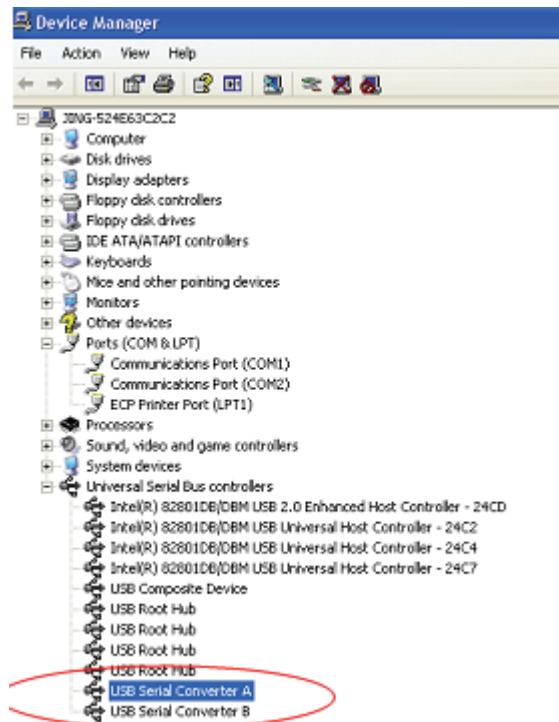 Device Manager
File Action View Help
JING-524E63C2C2
Computer
Disk drives
Display adapters
Floppy disk controllers
Floppy disk drives
IDE ATA/ATAPI controllers
Keyboards
Mice and other pointing devices
Monitors
Other devices
Ports (COM & LPT)
Communications Port (COM1)
Communications Port (COM2)
ECP Printer Port (LPT1)
Processors
Sound, video and game controllers
System devices
Universal Serial Bus controllers
Intel(R) 82801DB/DBM USB 2.0 Enhanced Host Controller - 24CD
Intel(R) 82801DB/DBM USB Universal Host Controller - 24C2
Intel(R) 82801DB/DBM USB Universal Host Controller - 24C4
Intel(R) 82801DB/DBM USB Universal Host Controller - 24C7
USB Composite Device
USB Root Hub
USB Root Hub
USB Root Hub
USB Root Hub
USB Serial Converter A
USB Serial Converter B